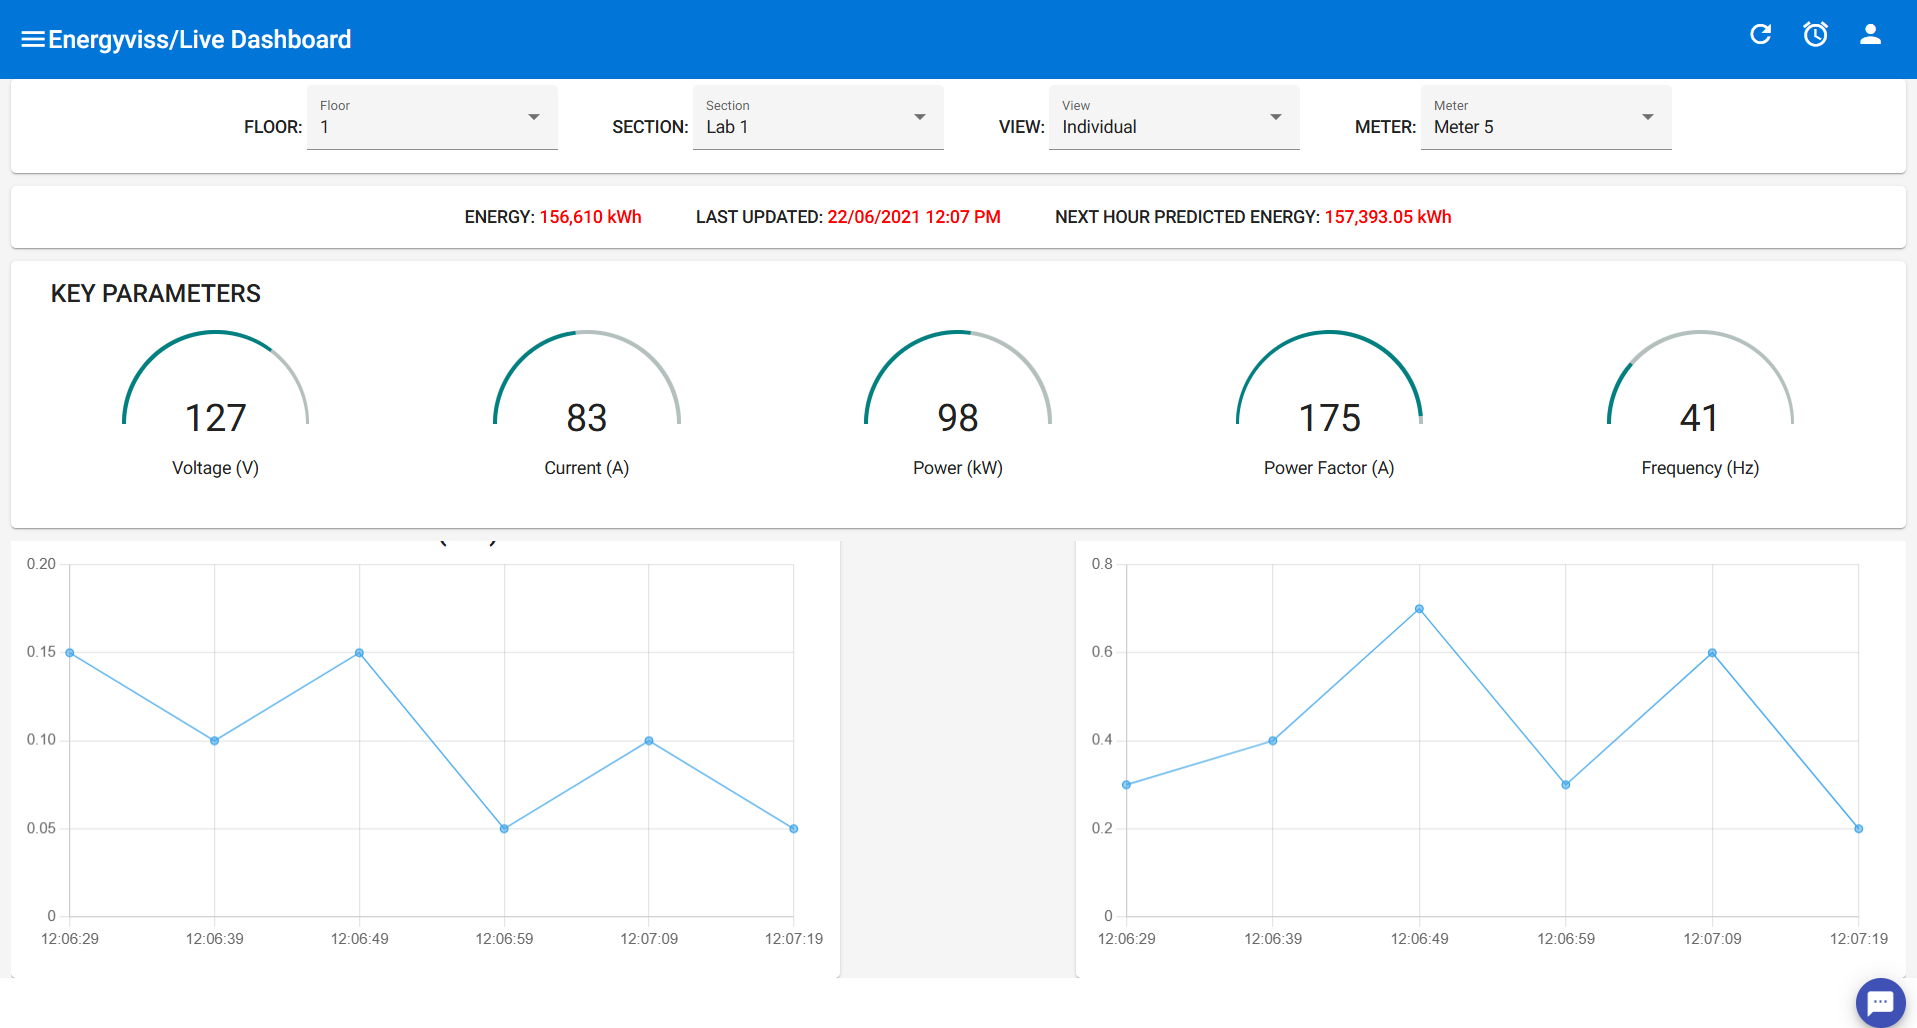 Energyviss/Live Dashboard
FLOOR: Floor 1 SECTION: Section Lab 1 VIEW: View Individual METER: Meter Meter 5
ENERGY: 156,610 kWh LAST UPDATED: 22/06/2021 12:07 PM NEXT HOUR PREDICTED ENERGY: 157,393.05 kWh
KEY PARAMETERS
127 83 98 175 41
Voltage (V) Current (A) Power (kW) Power Factor (A) Frequency (Hz)
0.20
0.15
0.10
0.05
0
12:06:29 12:06:39 12:06:49 12:06:59 12:07:09 12:07:19
0.8
0.6
0.4
0.2
0
12:06:29 12:06:39 12:06:49 12:06:59 12:07:09 12:07:19